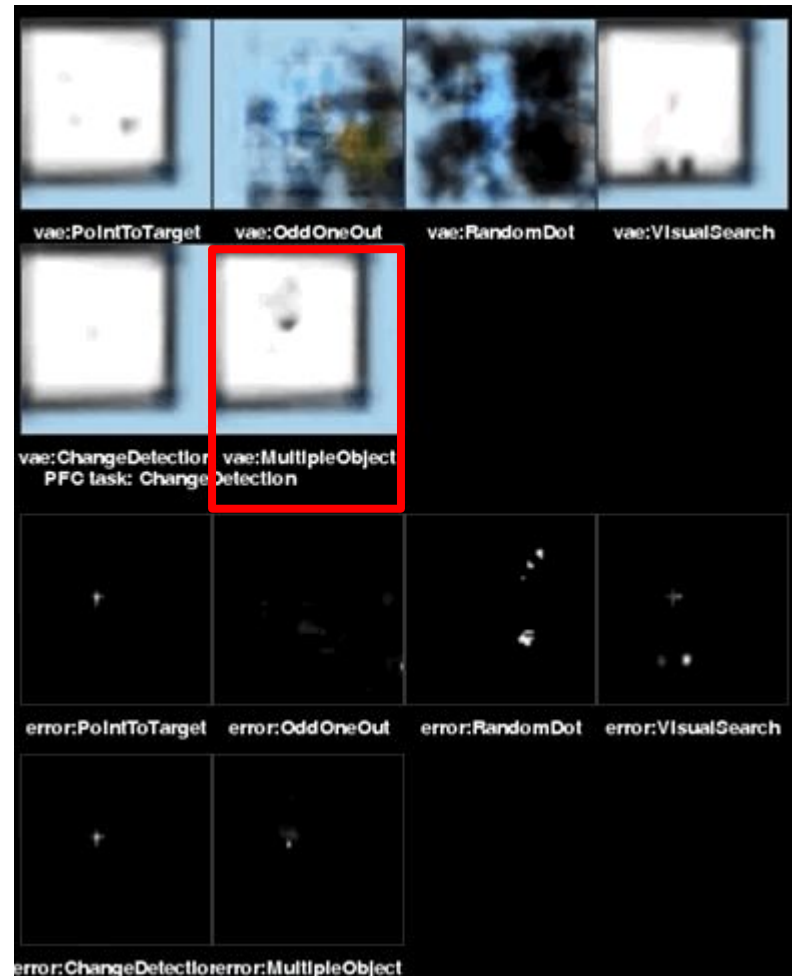 vae:PointToTarget vae:OddOneOut vae:RandomDot vae:VisualSearch
vae:ChangeDetection vae:MultipleObject
PFC task: ChangeDetection
error:PointToTarget error:OddOneOut error:RandomDot error:VisualSearch
error:ChangeDetection error:MultipleObject